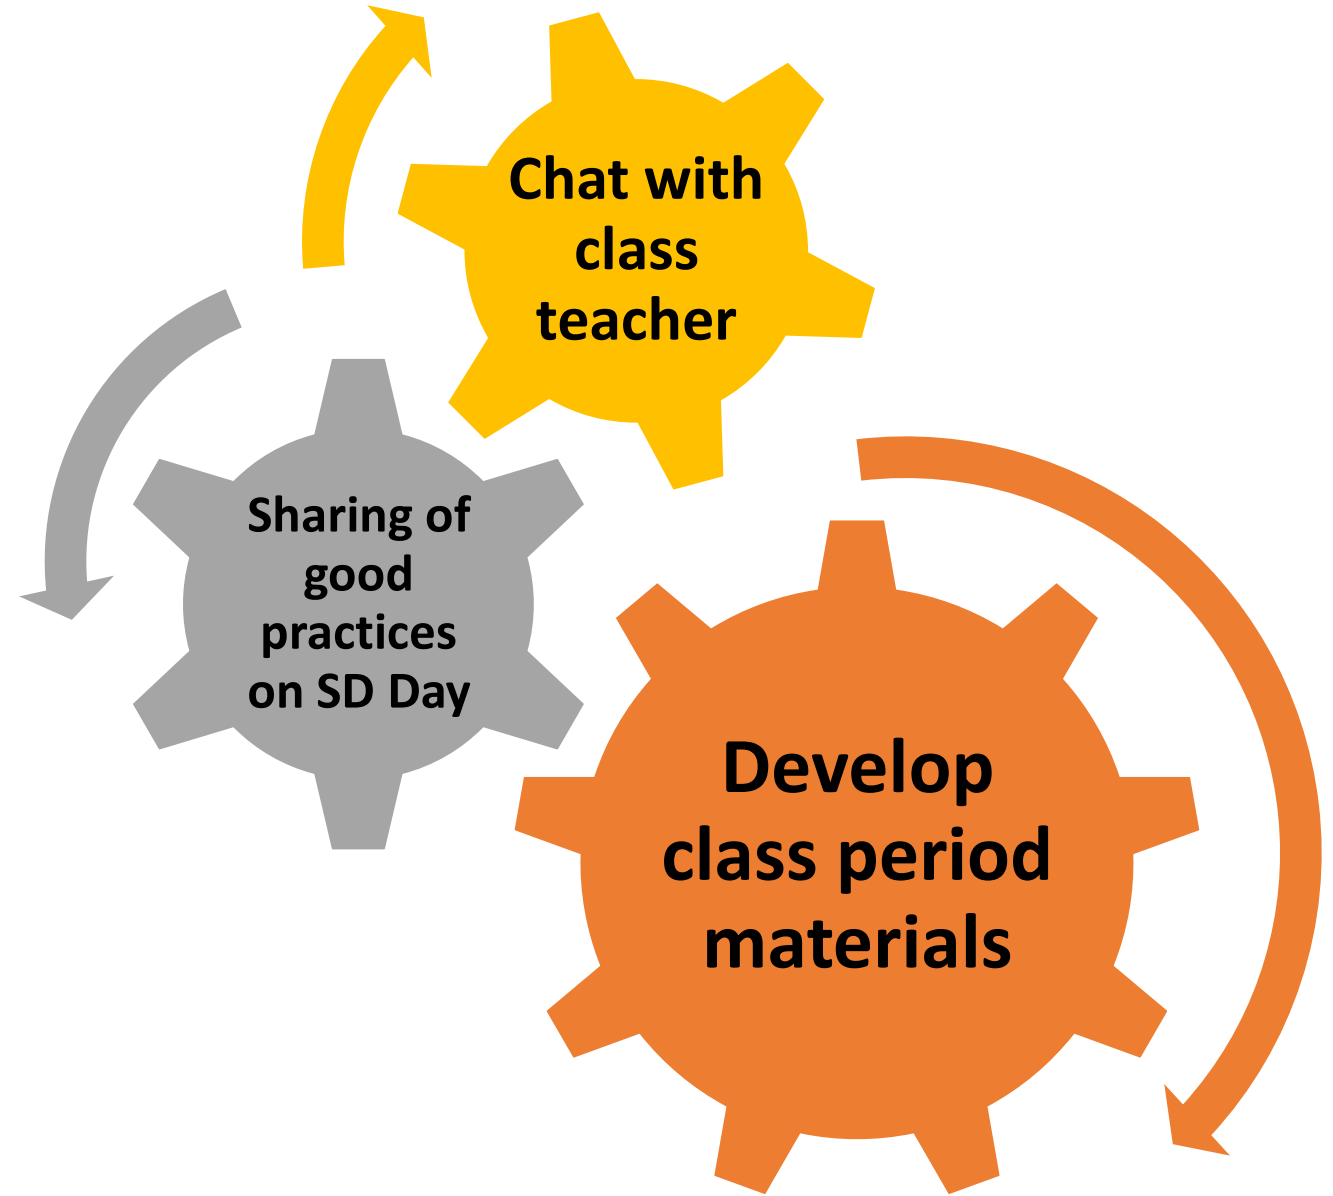 Chat with
class
teacher
Sharing of
good
practices
on SD Day
Develop
class period
materials